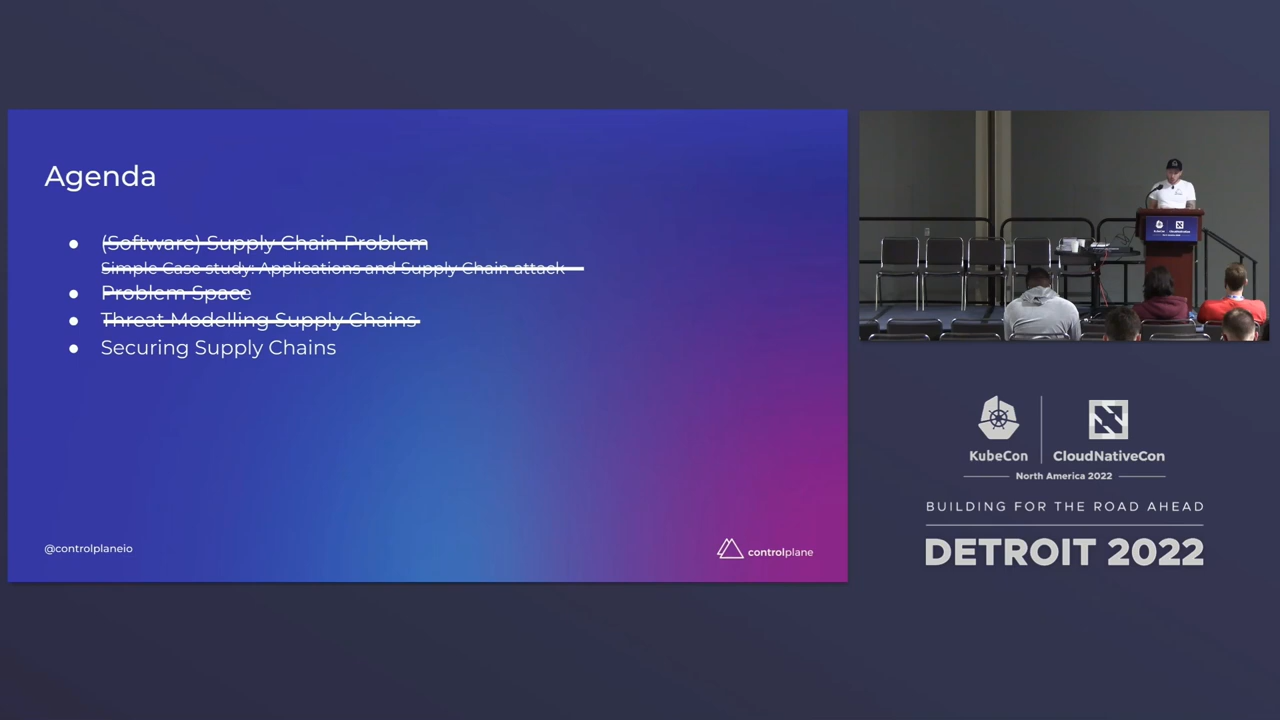 Agenda
(Software) Supply Chain Problem
Simple Case study: Applications and Supply Chain attack
Problem Space
Threat Modelling Supply Chains
Securing Supply Chains
@controlplaneio
controlplane
KubeCon
CloudNativeCon
North America 2022
BUILDING FOR THE ROAD AHEAD
DETROIT 2022